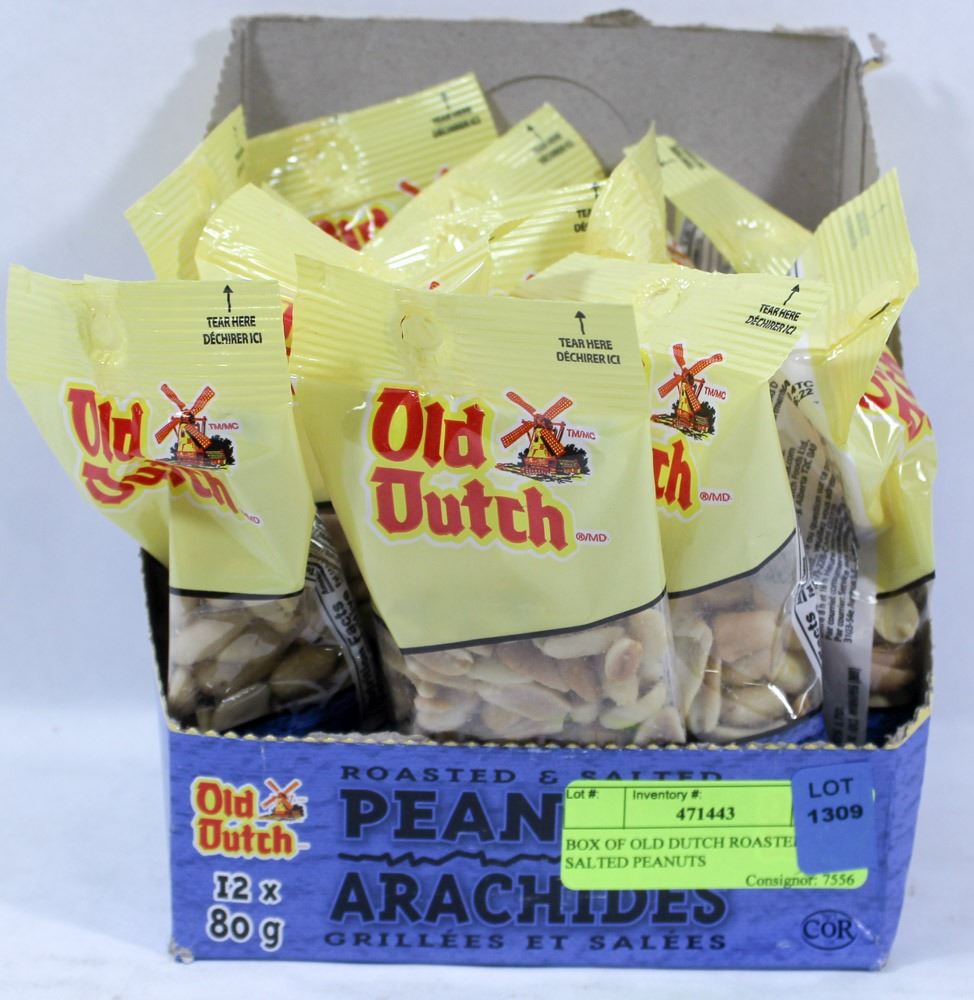 TEAR HERE
DÉCHIRER ICI
TEAR HERE
DÉCHIRER ICI
TEAR HERE
DÉCHIRER ICI
Old
Dutch
TM/MC
Old
Dutch
TM/MC
®/MD
TM/MC
®/MD
Facts
ROASTED & SALTED
PEAN
ARACHIDES
GRILLÉES ET SALÉES
Old
Dutch
12 x
80 g
COR
Lot #:
Inventory #:
471443
BOX OF OLD DUTCH ROASTE
SALTED PEANUTS
Consignor: 7556
LOT
1309